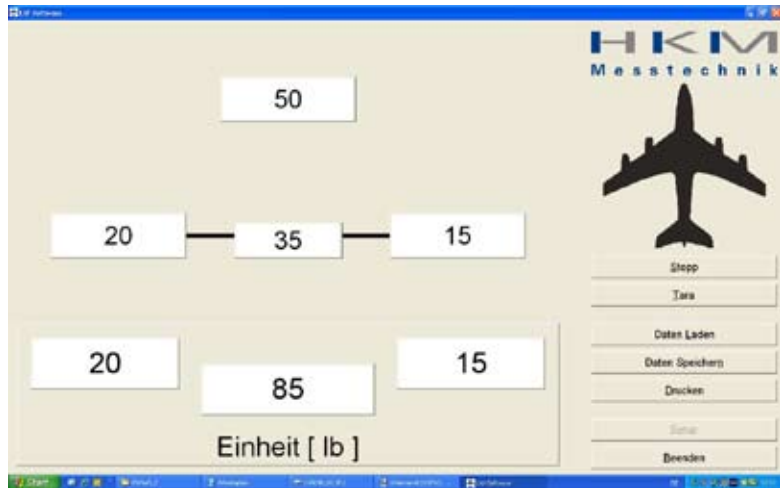 HKM
Messtechnik
50
20
35
15
Stopp
Tara
20
15
85
Daten Laden
Daten Speichern
Drucken
Einheit [ lb ]
Setup
Beenden
Start